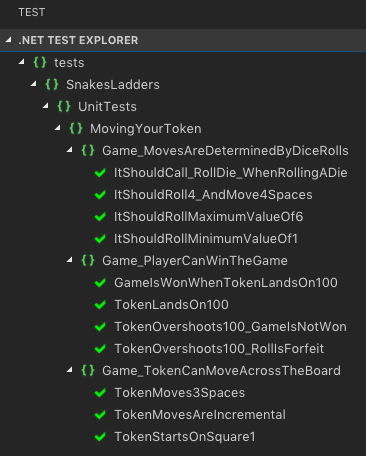 TEST
.NET TEST EXPLORER
{ } tests
{ } SnakesLadders
{ } UnitTests
{ } MovingYourToken
{ } Game_MovesAreDeterminedByDiceRolls
ItShouldCall_RollDie_WhenRollingADie
ItShouldRoll4_AndMove4Spaces
ItShouldRollMaximumValueOf6
ItShouldRollMinimumValueOf1
{ } Game_PlayerCanWinTheGame
GameIsWonWhenTokenLandsOn100
TokenLandsOn100
TokenOvershoots100_GameIsNotWon
TokenOvershoots100_RollIsForfeit
{ } Game_TokenCanMoveAcrossTheBoard
TokenMoves3Spaces
TokenMovesAreIncremental
TokenStartsOnSquare1